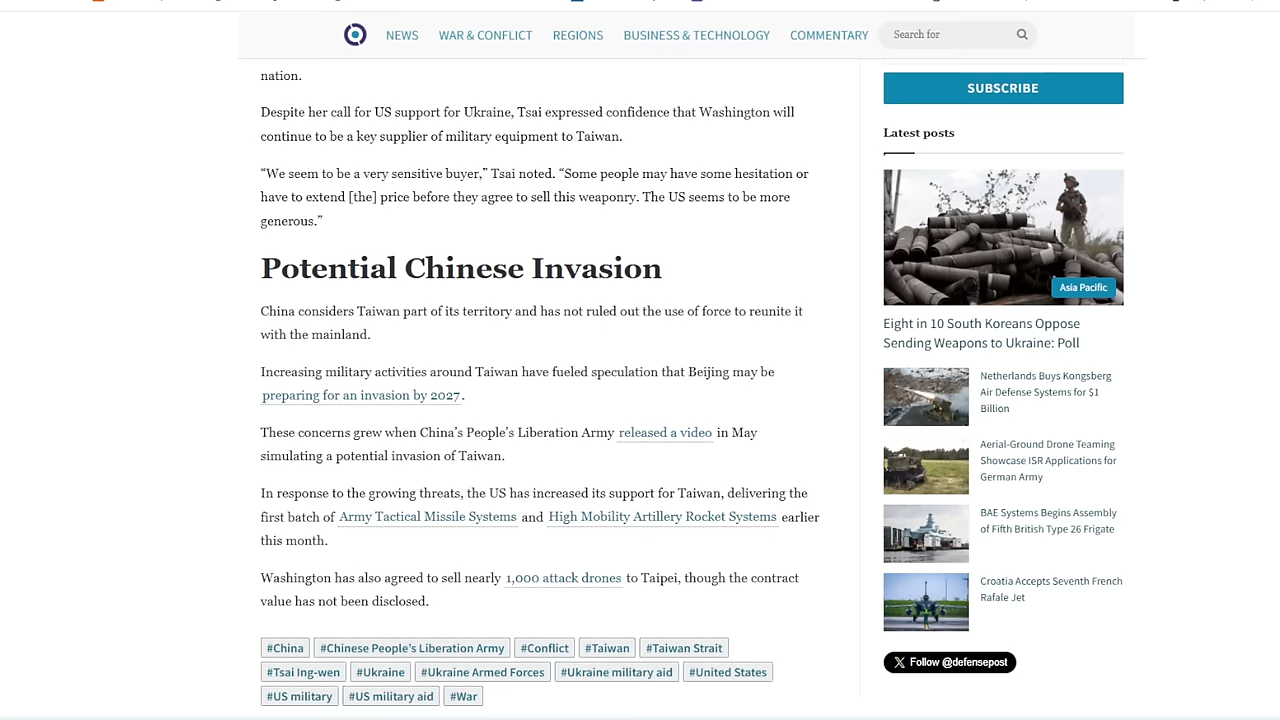 NEWS WAR & CONFLICT REGIONS BUSINESS & TECHNOLOGY COMMENTARY Search for
nation.
Despite her call for US support for Ukraine, Tsai expressed confidence that Washington will
continue to be a key supplier of military equipment to Taiwan.
“We seem to be a very sensitive buyer,” Tsai noted. “Some people may have some hesitation or
have to extend [the] price before they agree to sell this weaponry. The US seems to be more
generous.”
Potential Chinese Invasion
China considers Taiwan part of its territory and has not ruled out the use of force to reunite it
with the mainland.
Increasing military activities around Taiwan have fueled speculation that Beijing may be
preparing for an invasion by 2027.
These concerns grew when China’s People’s Liberation Army released a video in May
simulating a potential invasion of Taiwan.
In response to the growing threats, the US has increased its support for Taiwan, delivering the
first batch of Army Tactical Missile Systems and High Mobility Artillery Rocket Systems earlier
this month.
Washington has also agreed to sell nearly 1,000 attack drones to Taipei, though the contract
value has not been disclosed.
#China #Chinese People’s Liberation Army #Conflict #Taiwan #Taiwan Strait
#Tsai Ing-wen #Ukraine #Ukraine Armed Forces #Ukraine military aid #United States
#US military #US military aid #War
SUBSCRIBE
Latest posts
Asia Pacific
Eight in 10 South Koreans Oppose
Sending Weapons to Ukraine: Poll
Netherlands Buys Kongsberg
Air Defense Systems for $1
Billion
Aerial-Ground Drone Teaming
Showcase ISR Applications for
German Army
BAE Systems Begins Assembly
of Fifth British Type 26 Frigate
Croatia Accepts Seventh French
Rafale Jet
Follow @defensepost